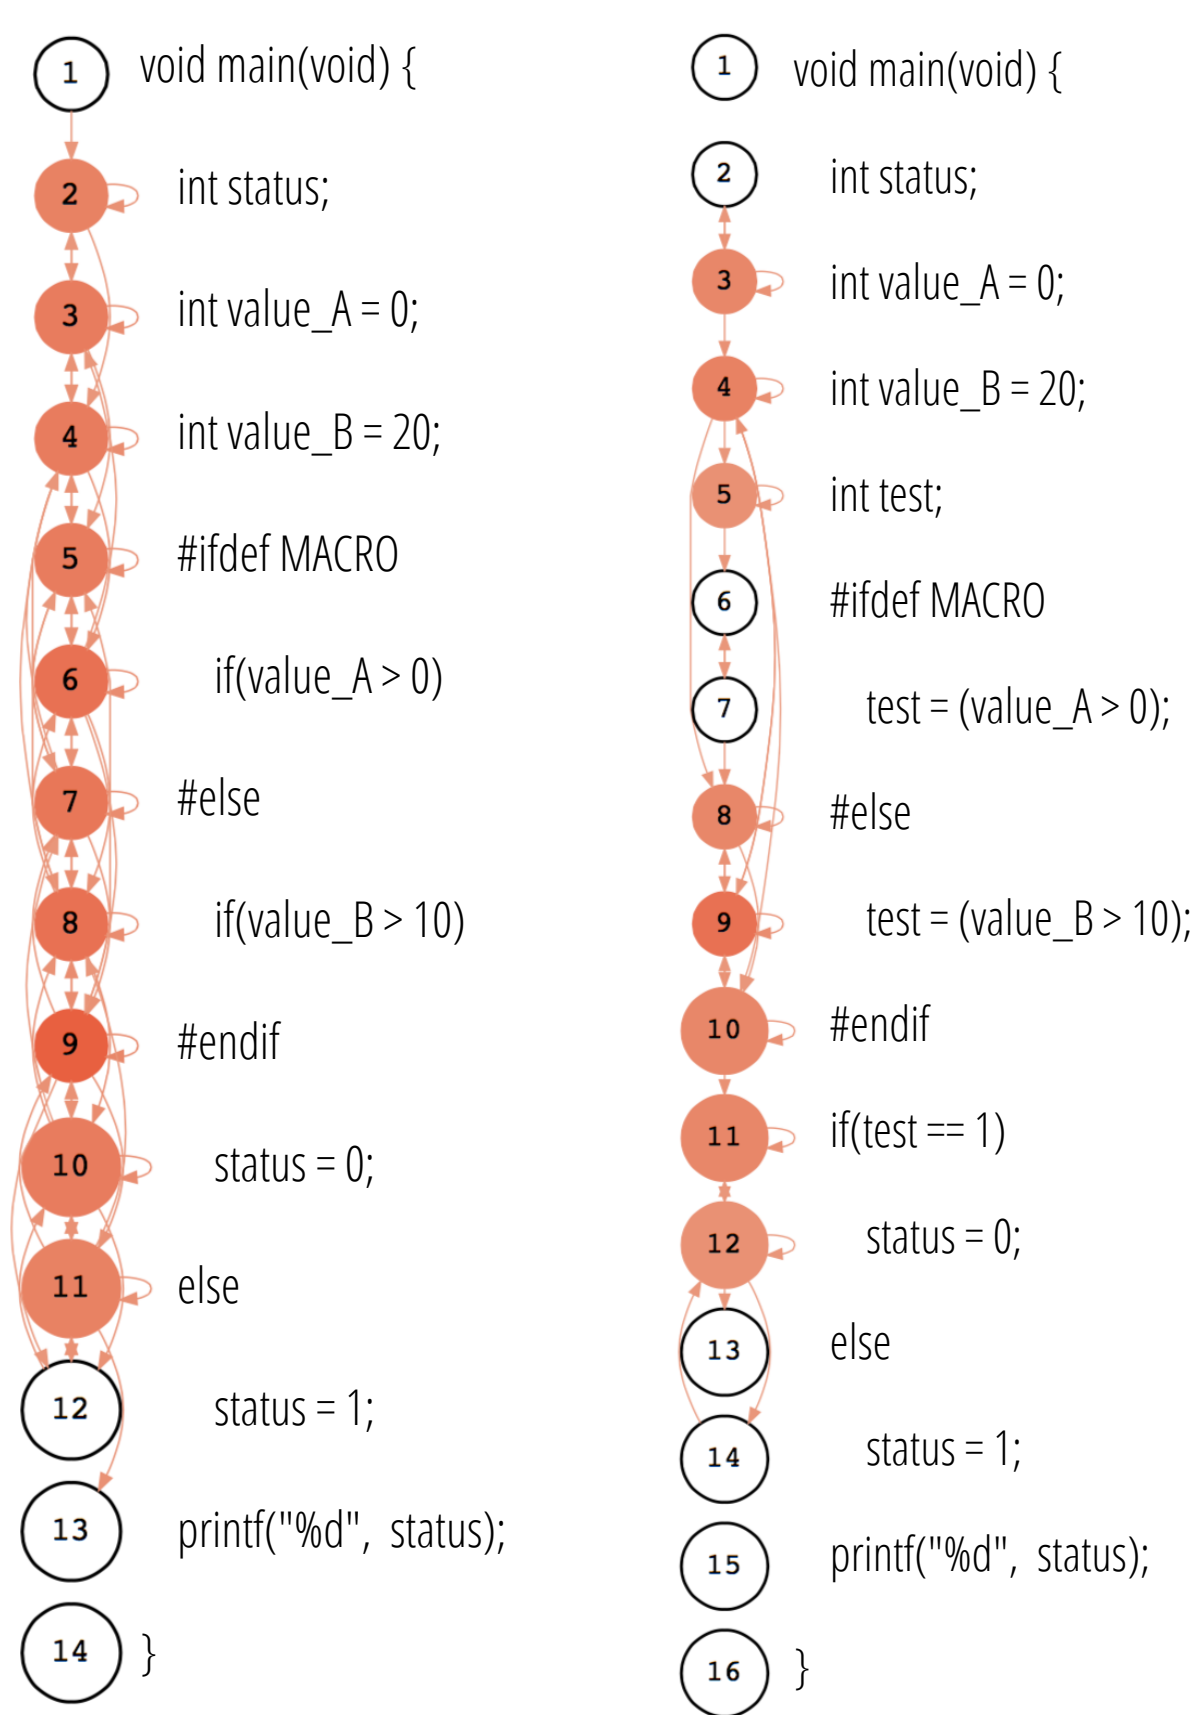 1 void main(void) {
2 int status;
3 int value_A = 0;
4 int value_B = 20;
5 #ifdef MACRO
6 if(value_A > 0)
7 #else
8 if(value_B > 10)
9 #endif
10 status = 0;
11 else
12 status = 1;
13 printf("%d", status);
14 }
1 void main(void) {
2 int status;
3 int value_A = 0;
4 int value_B = 20;
5 int test;
6 #ifdef MACRO
7 test = (value_A > 0);
8 #else
9 test = (value_B > 10);
10 #endif
11 if(test == 1)
12 status = 0;
13 else
14 status = 1;
15 printf("%d", status);
16 }